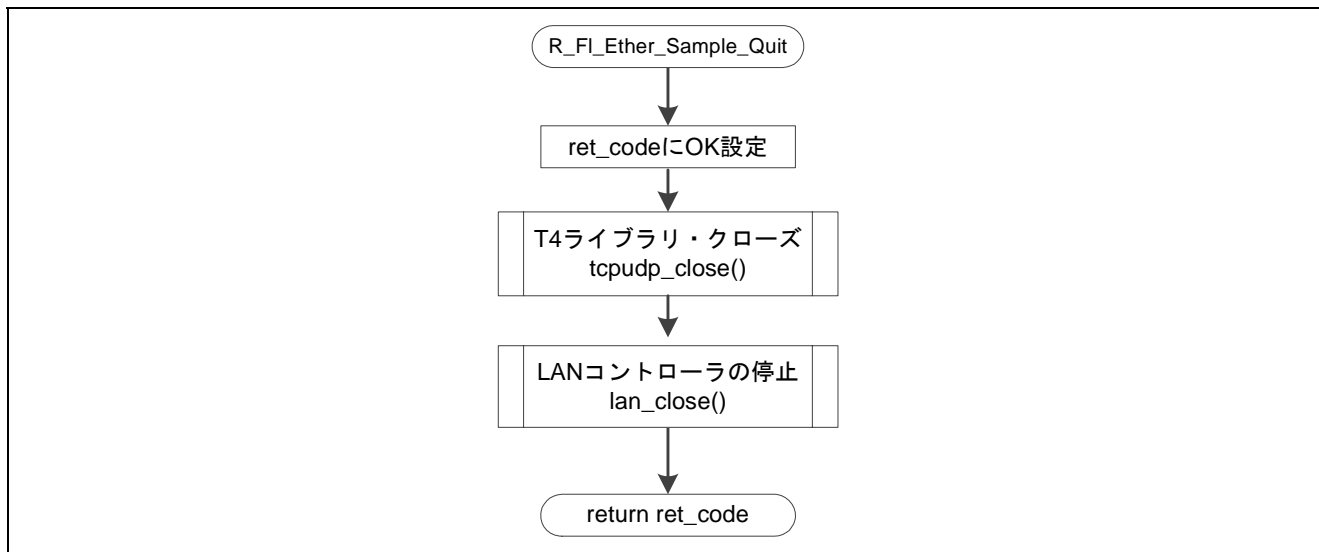 R_Fl_Ether_Sample_Quit
ret_codeにOK設定
T4ライブラリ・クローズ
tcpudp_close()
LANコントローラの停止
lan_close()
return ret_code